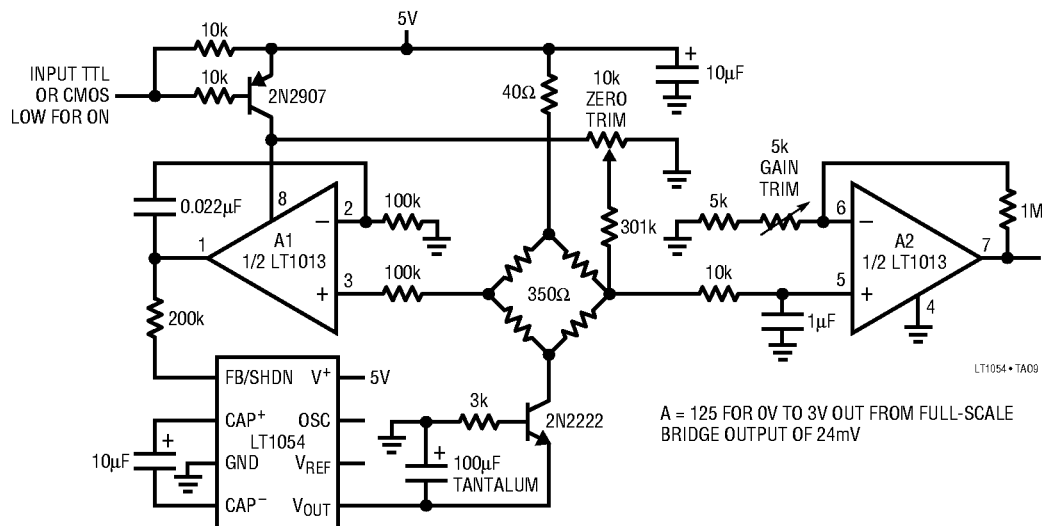 5V
10k
10k
INPUT TTL
OR CMOS
LOW FOR ON
2N2907
40Ω
10k
ZERO
TRIM
+
10μF
5k
GAIN
TRIM
0.022μF
8
2
−
100k
1
A1
1/2 LT1013
3
+
100k
301k
5k
6
−
1M
A2
1/2 LT1013
7
350Ω
10k
5
+
4
1μF
200k
LT1054 • TA09
FB/SHDN
V+
5V
3k
2N2222
A = 125 FOR 0V TO 3V OUT FROM FULL-SCALE
BRIDGE OUTPUT OF 24mV
CAP+
OSC
LT1054
+
10μF
GND
VREF
+
100μF
TANTALUM
CAP−
VOUT